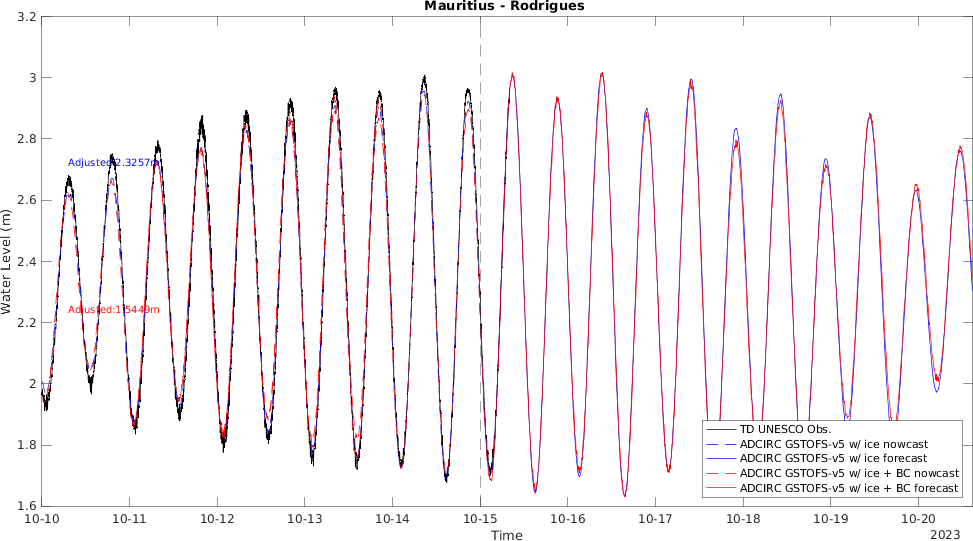 Mauritius - Rodrigues
3.2
3
2.8
2.6
2.4
2.2
2
1.8
1.6
Water Level (m)
Adjusted:2.3257m
Adjusted:1.5449m
TD UNESCO Obs.
ADCIRC GSTOFS-v5 w/ ice nowcast
ADCIRC GSTOFS-v5 w/ ice forecast
ADCIRC GSTOFS-v5 w/ ice + BC nowcast
ADCIRC GSTOFS-v5 w/ ice + BC forecast
10-10 10-11 10-12 10-13 10-14 10-15 10-16 10-17 10-18 10-19 10-20
Time
2023